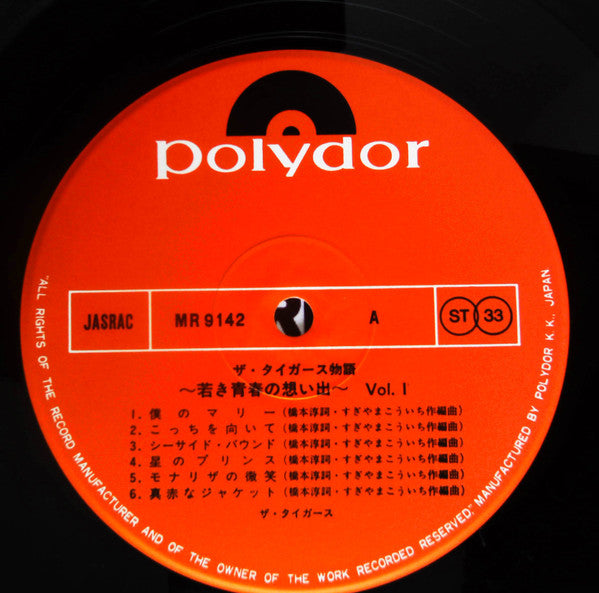 polydor
JASRAC MR 9142 A ST 33
ザ・タイガース物語
〜若き青春の想い出〜 Vol. 1
1. 僕のマリー(橋本淳詞・すぎやまこういち作編曲)
2. こっちを向いて(橋本淳詞・すぎやまこういち作編曲)
3. シーサイド・バウンド(橋本淳詞・すぎやまこういち作編曲)
4. 星のプリンス(橋本淳詞・すぎやまこういち作編曲)
5. モナリザの微笑(橋本淳詞・すぎやまこういち作編曲)
6. 真赤なジャケット(橋本淳詞・すぎやまこういち作編曲)
ザ・タイガース
"ALL RIGHTS OF THE RECORD MANUFACTURER AND OF THE OWNER OF THE WORK RECORDED RESERVED." MANUFACTURED BY POLYDOR K. K., JAPAN